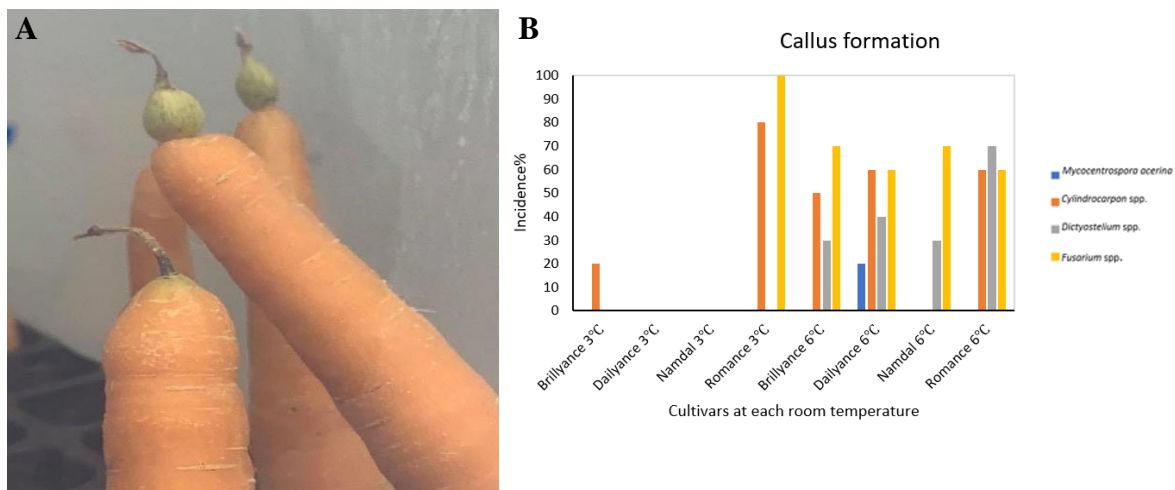 A
B
Callus formation
100
90
80
70
60
50
40
30
20
10
0
Incidence%
Brillyance 3°C
Dailyance 3°C
Namdal 3°C
Romance 3°C
Brillyance 6°C
Dailyance 6°C
Namdal 6°C
Romance 6°C
Cultivars at each room temperature
Mycocentrospora acerina
Cylindrocarpon spp.
Dictyostelium spp.
Fusarium spp.